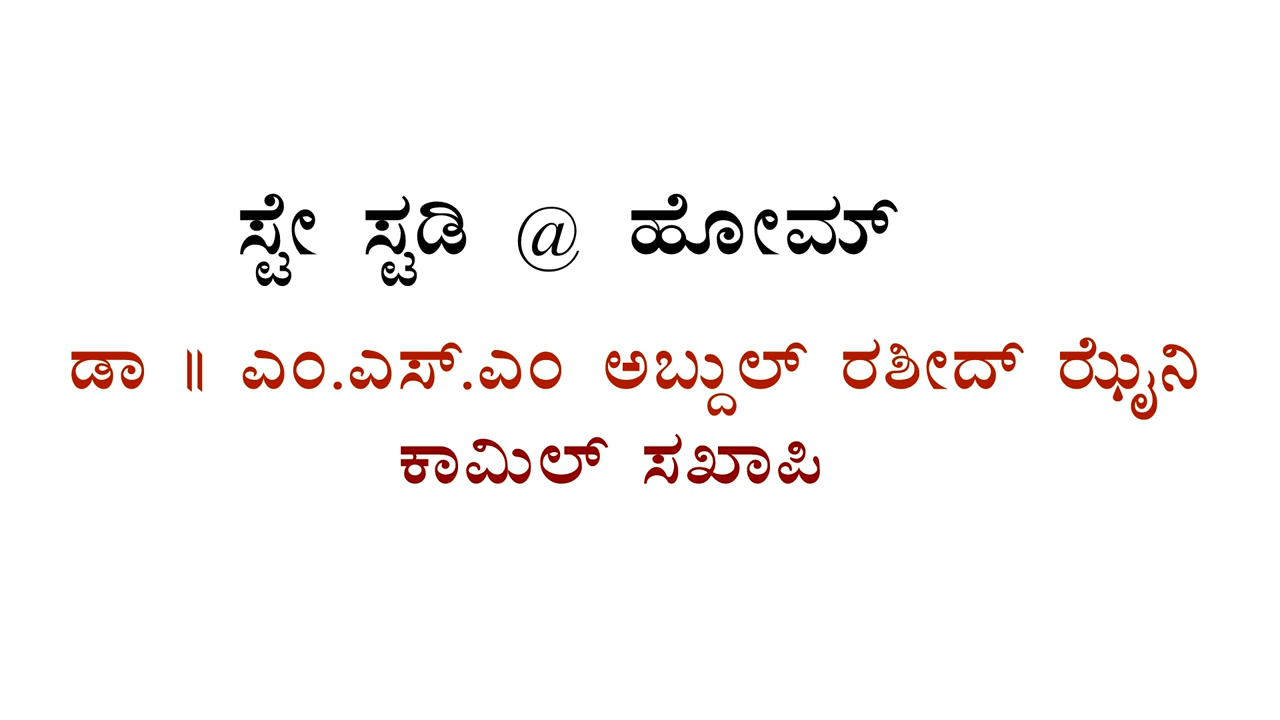 ಸ್ಟೇ ಸ್ಟಡಿ @ ಹೋಮ್
ಡಾ ॥ ಎಂ.ಎಸ್.ಎಂ ಅಬ್ದುಲ್ ರಶೀದ್ ಝೈನಿ
ಕಾಮಿಲ್ ಸಖಾಪಿ